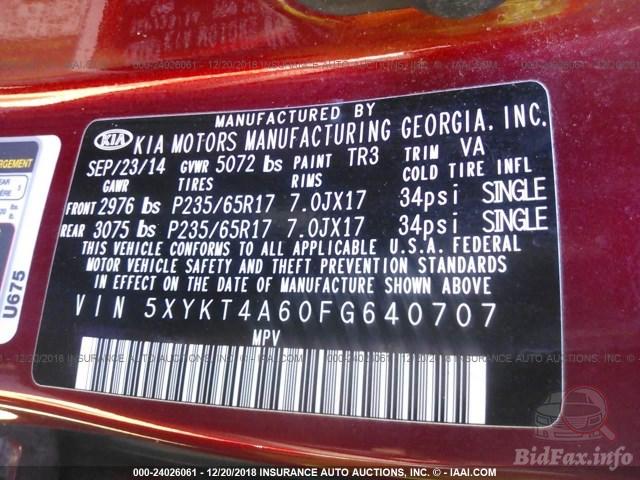 MANUFACTURED BY
KIA KIA MOTORS MANUFACTURING GEORGIA, INC.
SEP/23/14 GVWR 5072 lbs PAINT TR3 TRIM VA
GAWR TIRES RIMS COLD TIRE INFL
FRONT 2976 lbs P235/65R17 7.0JX17 34psi SINGLE
REAR 3075 lbs P235/65R17 7.0JX17 34psi SINGLE
THIS VEHICLE CONFORMS TO ALL APPLICABLE U.S.A. FEDERAL
MOTOR VEHICLE SAFETY AND THEFT PREVENTION STANDARDS
IN EFFECT ON THE DATE OF MANUFACTURE SHOWN ABOVE
VIN 5XYKT4A60FG640707
MPV
U675
000-24026061 - 12/20/2018 INSURANCE AUTO AUCTIONS, INC. - © - IAAI.COM
BidFax.info